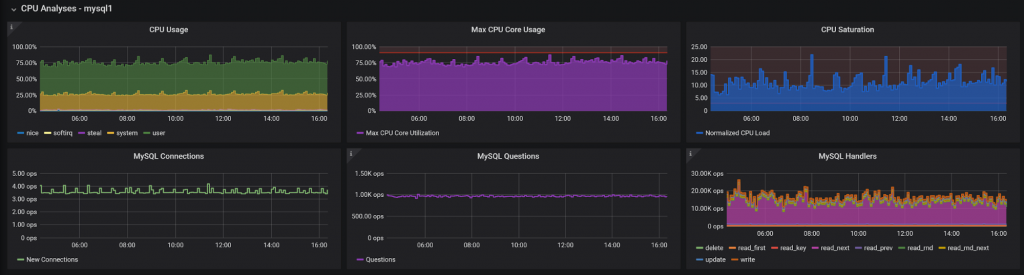 CPU Analyses - mysql1
i
CPU Usage
100.00%
75.00%
50.00%
25.00%
0%
06:00 08:00 10:00 12:00 14:00 16:00
nice softirq steal system user
Max CPU Core Usage
100.00%
75.00%
50.00%
25.00%
0%
06:00 08:00 10:00 12:00 14:00 16:00
Max CPU Core Utilization
CPU Saturation
25.00
20.00
15.00
10.00
5.00
0
06:00 08:00 10:00 12:00 14:00 16:00
Normalized CPU Load
MySQL Connections
5.00 ops
4.00 ops
3.00 ops
2.00 ops
1.00 ops
0 ops
06:00 08:00 10:00 12:00 14:00 16:00
New Connections
i
MySQL Questions
1.50K ops
1.00K ops
500.00 ops
0 ops
06:00 08:00 10:00 12:00 14:00 16:00
Questions
i
MySQL Handlers
30.00K ops
20.00K ops
10.00K ops
0 ops
06:00 08:00 10:00 12:00 14:00 16:00
delete read_first read_key read_next read_prev read_rnd read_rnd_next
update write